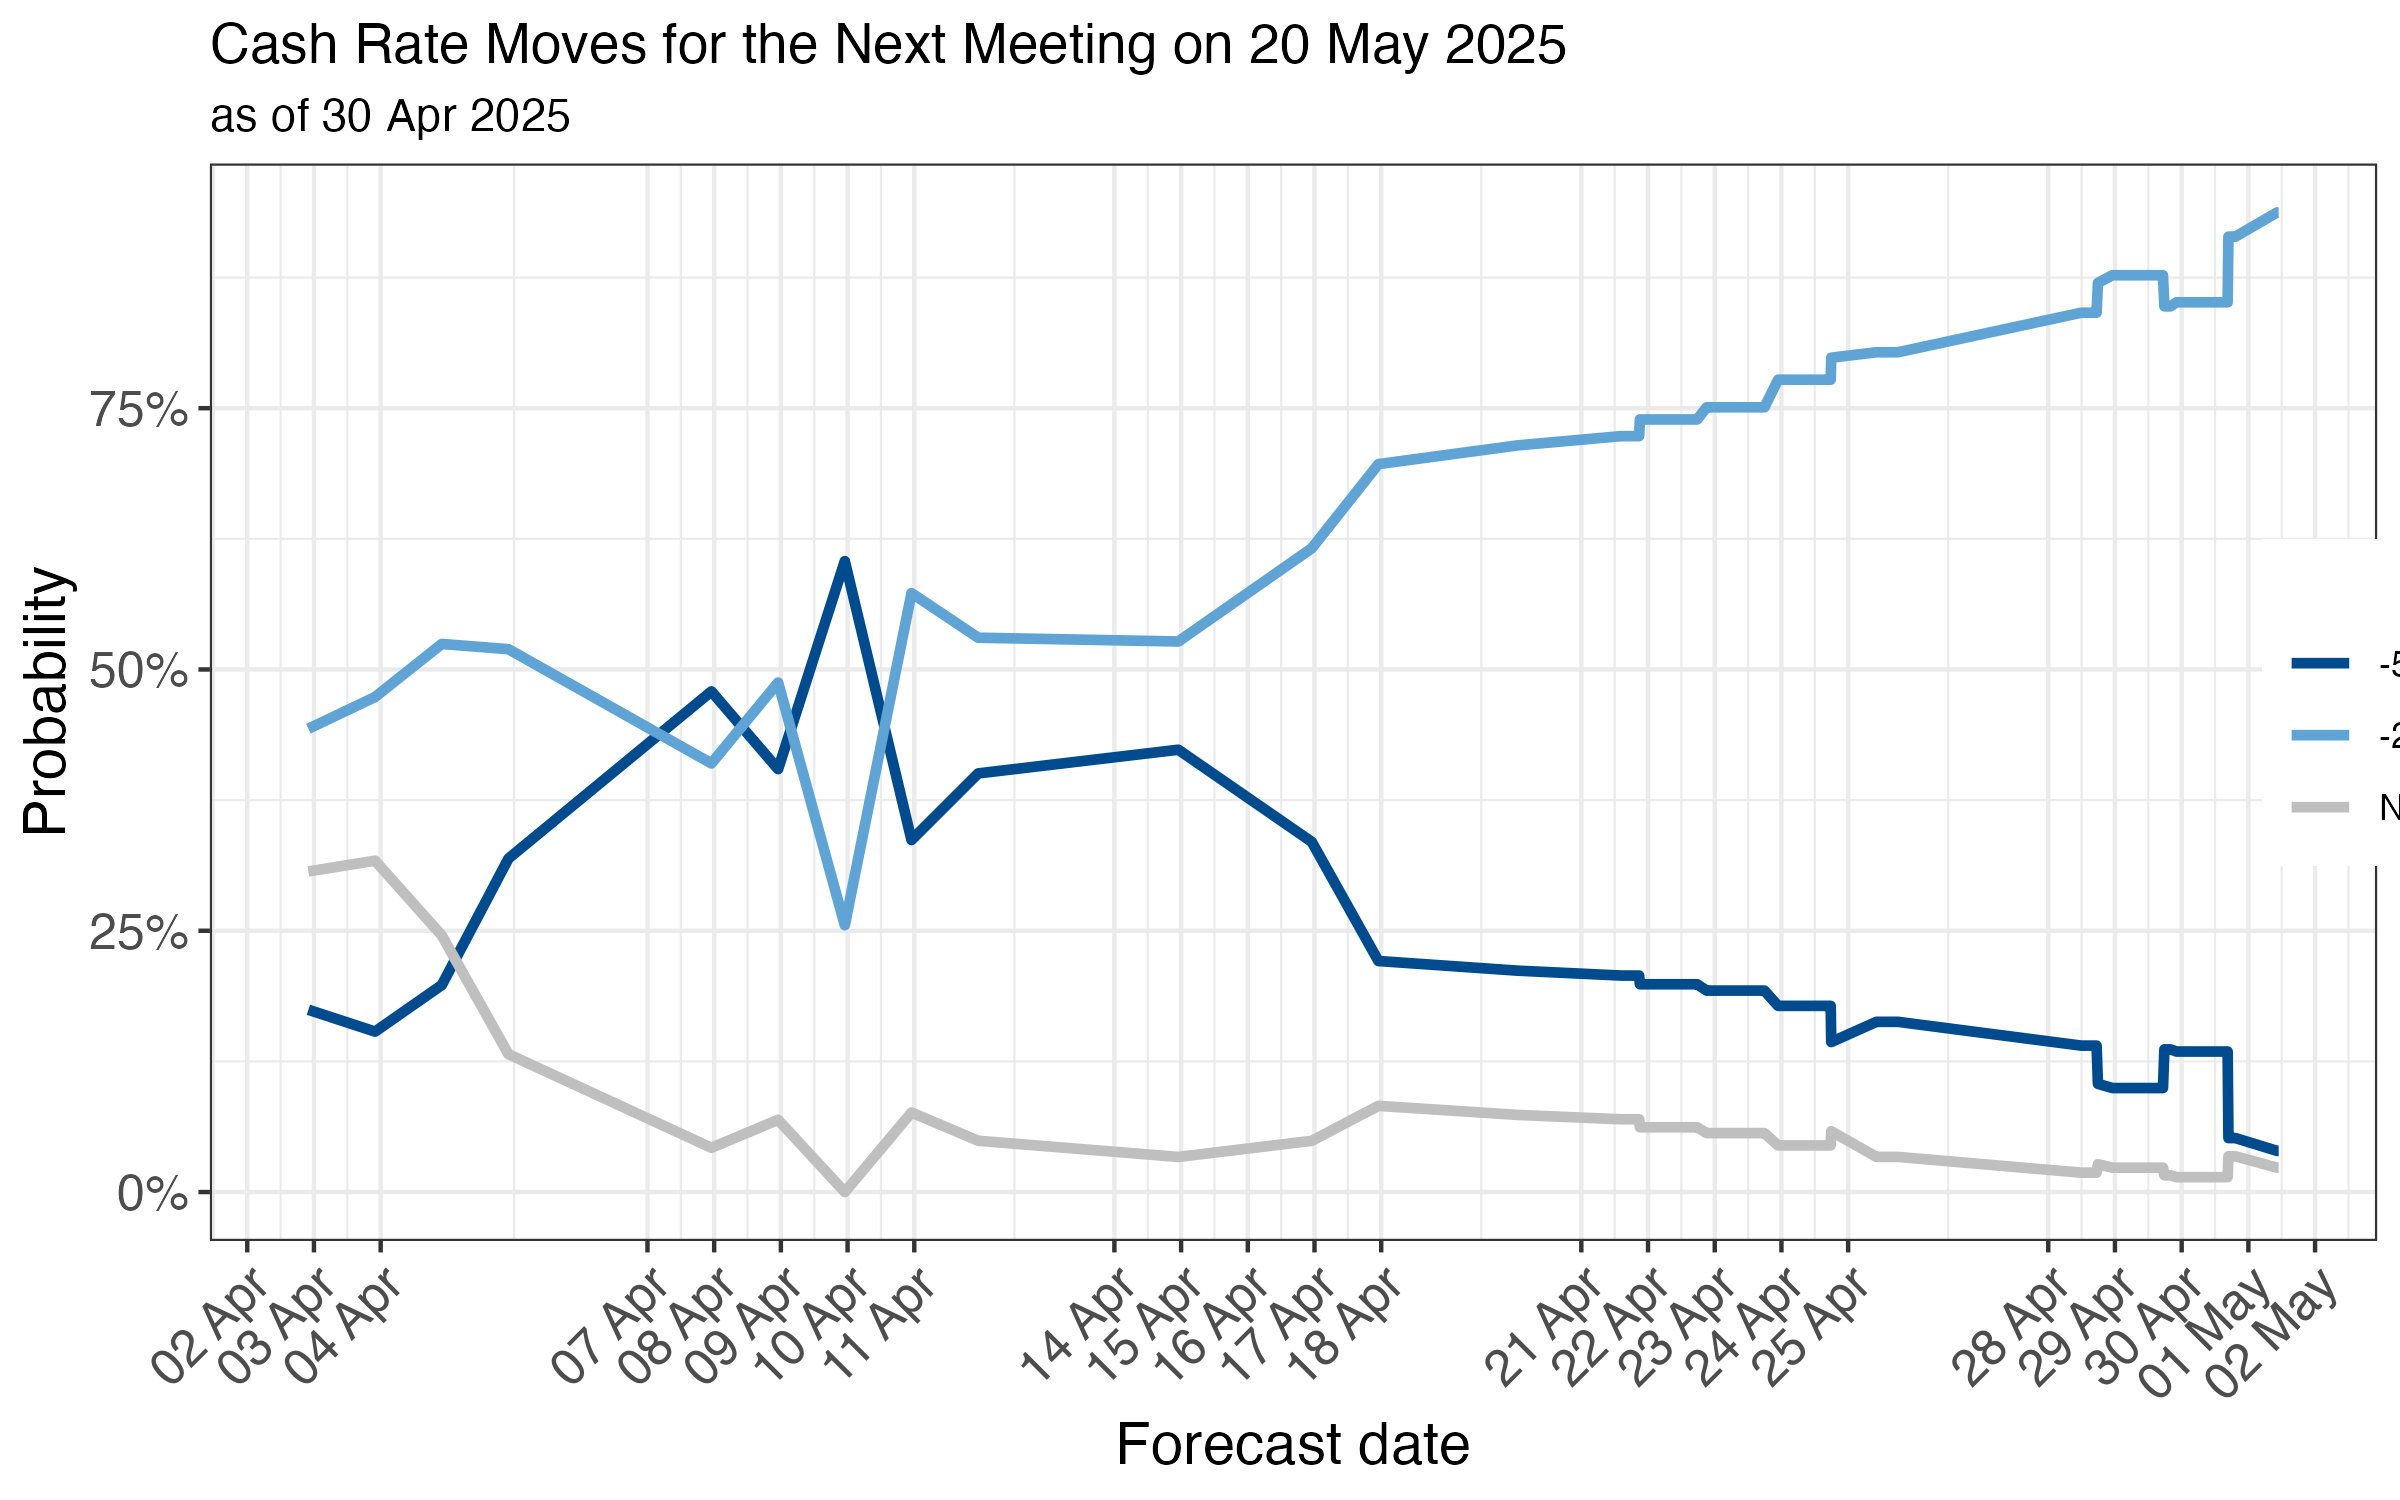 Cash Rate Moves for the Next Meeting on 20 May 2025
as of 30 Apr 2025
Probability
75%
50%
25%
0%
-5
-2
N
02 Apr
03 Apr
04 Apr
07 Apr
08 Apr
09 Apr
10 Apr
11 Apr
14 Apr
15 Apr
16 Apr
17 Apr
18 Apr
21 Apr
22 Apr
23 Apr
24 Apr
25 Apr
28 Apr
29 Apr
30 Apr
01 May
02 May
Forecast date